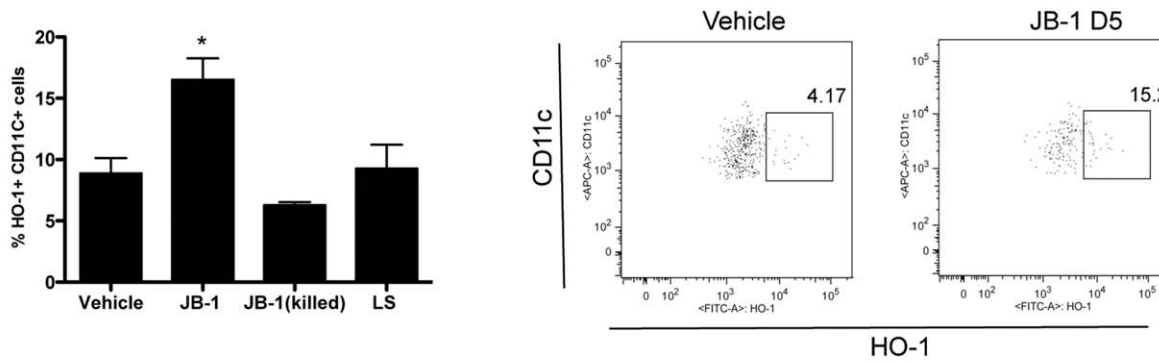 20
15
10
5
0
% HO-1+ CD11C+ cells
*
Vehicle JB-1 JB-1(killed) LS
Vehicle
JB-1 D5
CD11c
4.17
10⁵
10⁴
10³
10²
0
<APC-A>: CD11c
0 10² 10³ 10⁴ 10⁵
<FITC-A>: HO-1
15.2
10⁵
10⁴
10³
10²
0
<APC-A>: CD11c
0 10² 10³ 10⁴ 10⁵
<FITC-A>: HO-1
HO-1